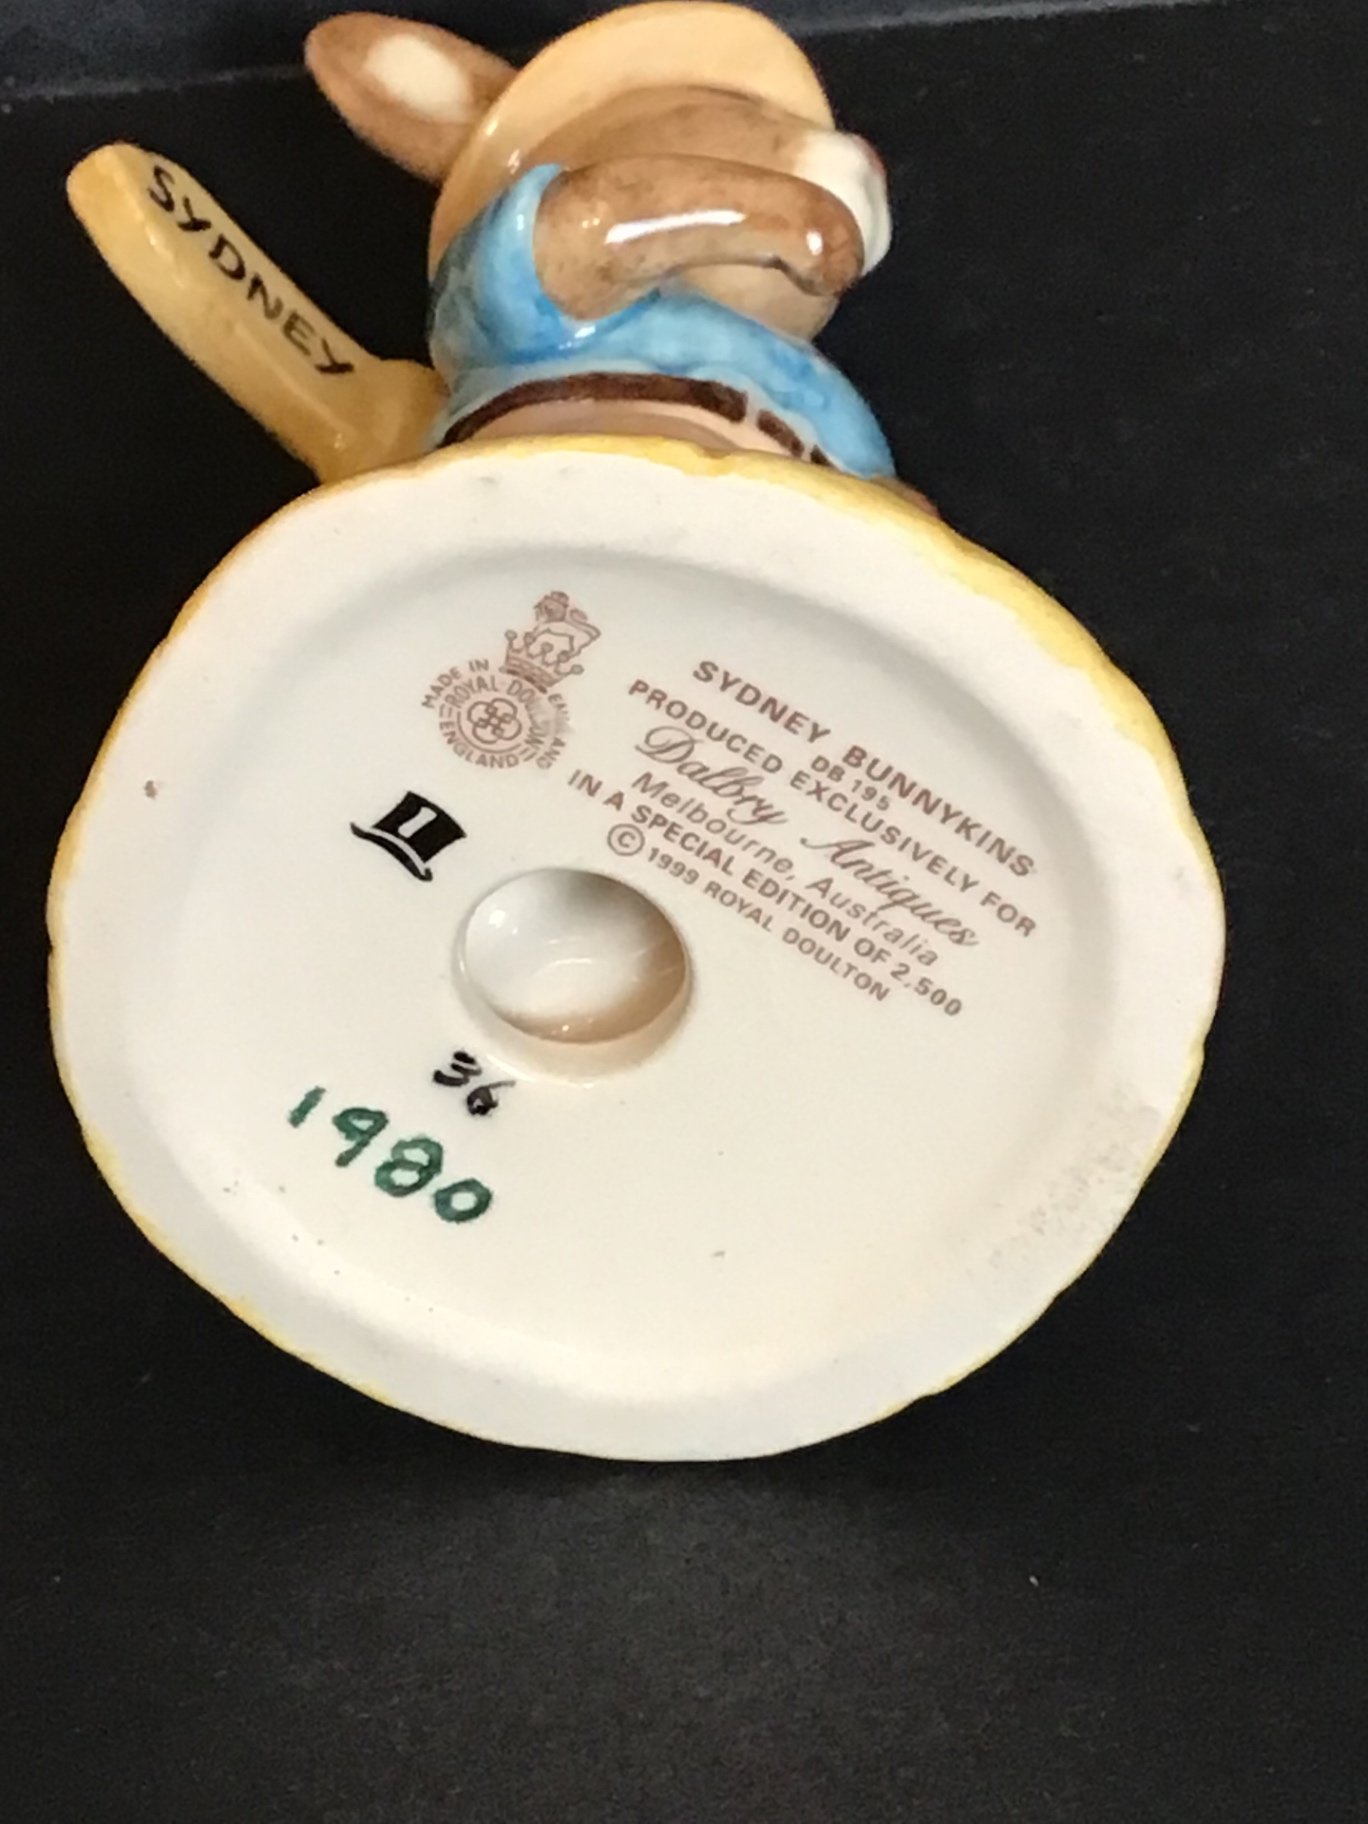 SYDNEY
MADE IN ENGLAND
ROYAL DOULTON
ENGLAND
SYDNEY BUNNYKINS
DB 195
PRODUCED EXCLUSIVELY FOR
Dalbry Antiques
Melbourne, Australia
IN A SPECIAL EDITION OF 2,500
© 1999 ROYAL DOULTON
1
36
1980